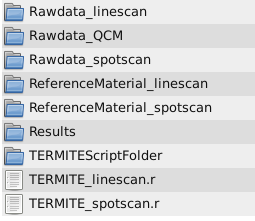 Rawdata_linescan
Rawdata_QCM
Rawdata_spotscan
ReferenceMaterial_linescan
ReferenceMaterial_spotscan
Results
TERMITEScriptFolder
TERMITE_linescan.r
TERMITE_spotscan.r